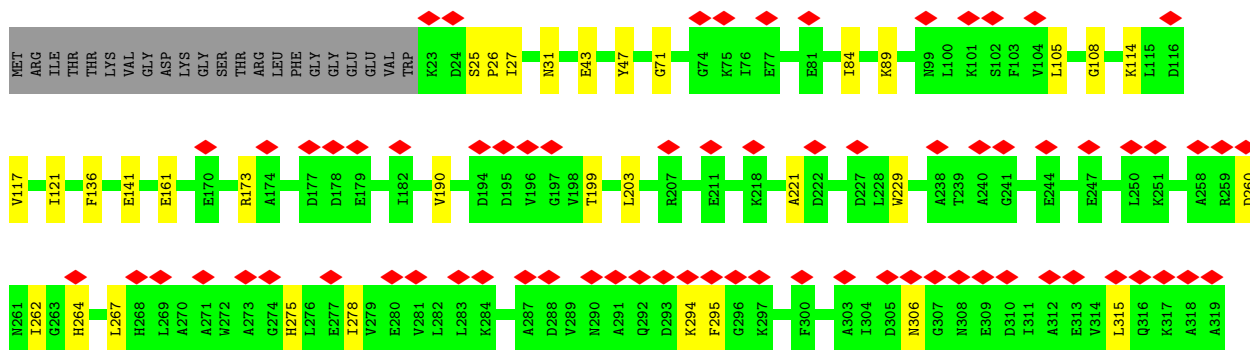 MET ARG ILE THR THR LYS VAL GLY ASP LYS GLY SER THR ARG LEU PHE GLY GLY GLU GLU VAL TRP K23 D24 S25 P26 I27 N31 E43 Y47 G71 G74 K75 I76 E77 E81 I84 K89 N99 L100 K101 S102 F103 V104 L105 G108 K114 L115 D116
V117 I121 F136 E141 E161 E170 R173 A174 D177 D178 E179 I182 V190 D194 D195 V196 G197 V198 T199 L203 R207 E211 K218 A221 D222 D227 L228 W229 A238 T239 A240 G241 E244 E247 L250 K251 A258 R259 D260
N261 I262 G263 H264 L267 H268 L269 A270 A271 W272 A273 G274 H275 L276 E277 I278 V279 E280 V281 L282 L283 K284 A287 D288 V289 N290 A291 Q292 D293 K294 F295 G296 K297 F300 A303 I304 D305 N306 G307 N308 E309 D310 I311 A312 E313 V314 L315 Q316 K317 A318 A319